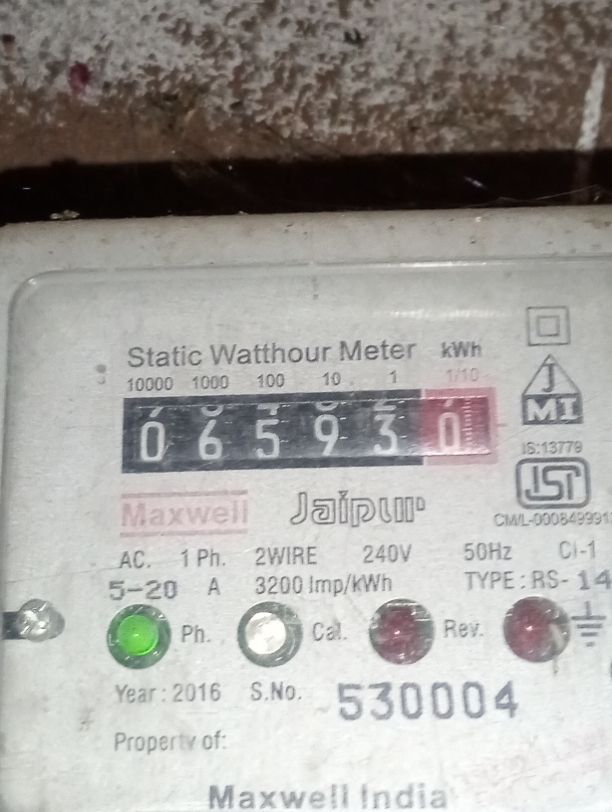 Static Watthour Meter kWh
10000 1000 100 10 1 1/10
0 6 5 9 3 0
J
MI
IS:13779
ISI
Maxwell Jaipur
CM/L-000849991
AC. 1 Ph. 2WIRE 240V 50Hz Cl-1
5-20 A 3200 Imp/kWh TYPE : RS-14
Ph. Cal. Rev.
Year : 2016 S.No. 530004
Property of:
Maxwell India